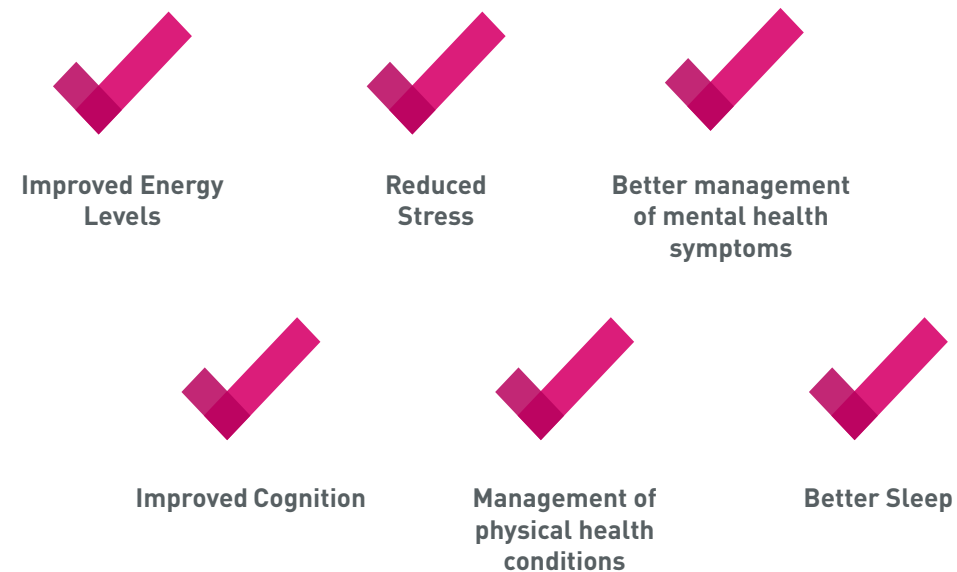 Improved Energy
Levels
Reduced
Stress
Better management
of mental health
symptoms
Improved Cognition
Management of
physical health
conditions
Better Sleep